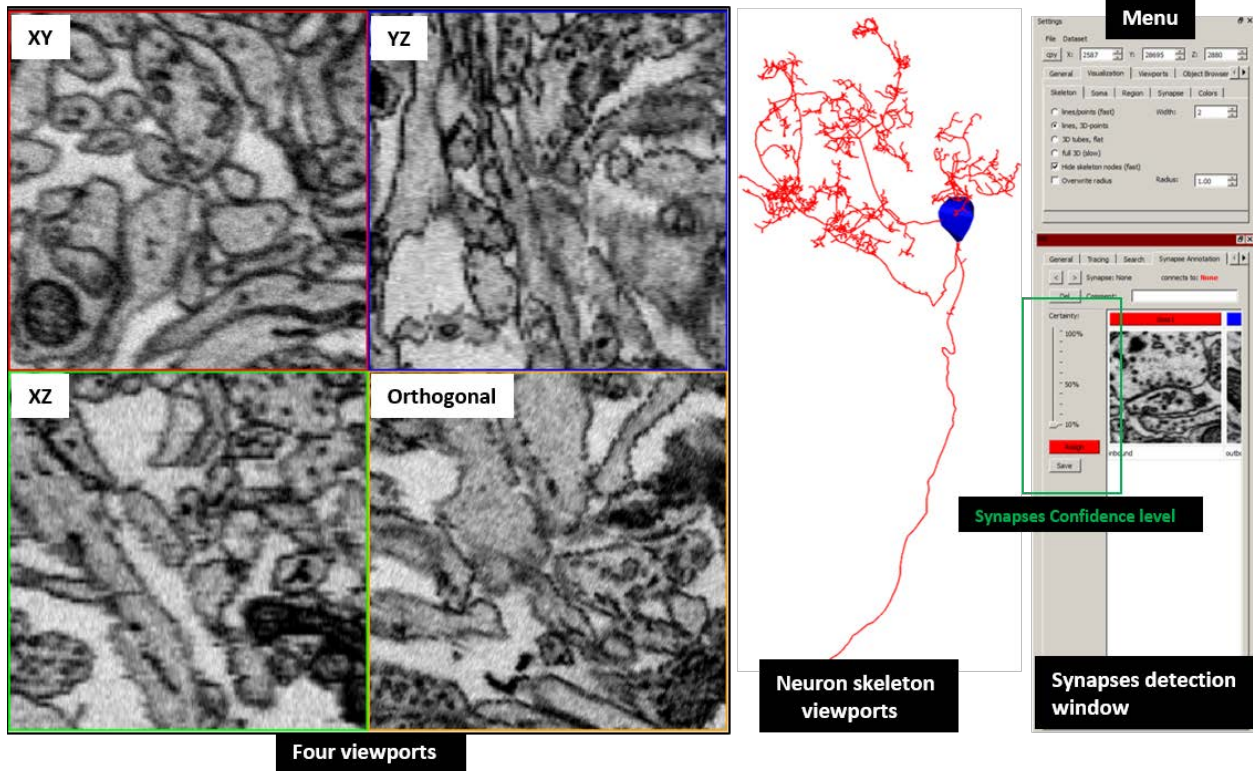 XY
YZ
XZ
Orthogonal
Four viewports
Neuron skeleton
viewports
Menu
Settings
File Dataset
cpy X: 2587 Y: 28695 Z: 2880
General Visualization Viewports Object Browser
Skeleton Soma Region Synapse Colors
lines/points (fast) Width: 2
lines, 3D-points
3D tubes, flat
full 3D (slow)
Hide skeleton nodes (fast)
Overwrite radius Radius: 1.00
General Tracing Search Synapse Annotation
< > Synapse: None connects to: None
Del Comment:
Certainty:
100%
50%
10%
Save
Synapses Confidence level
Synapses detection
window